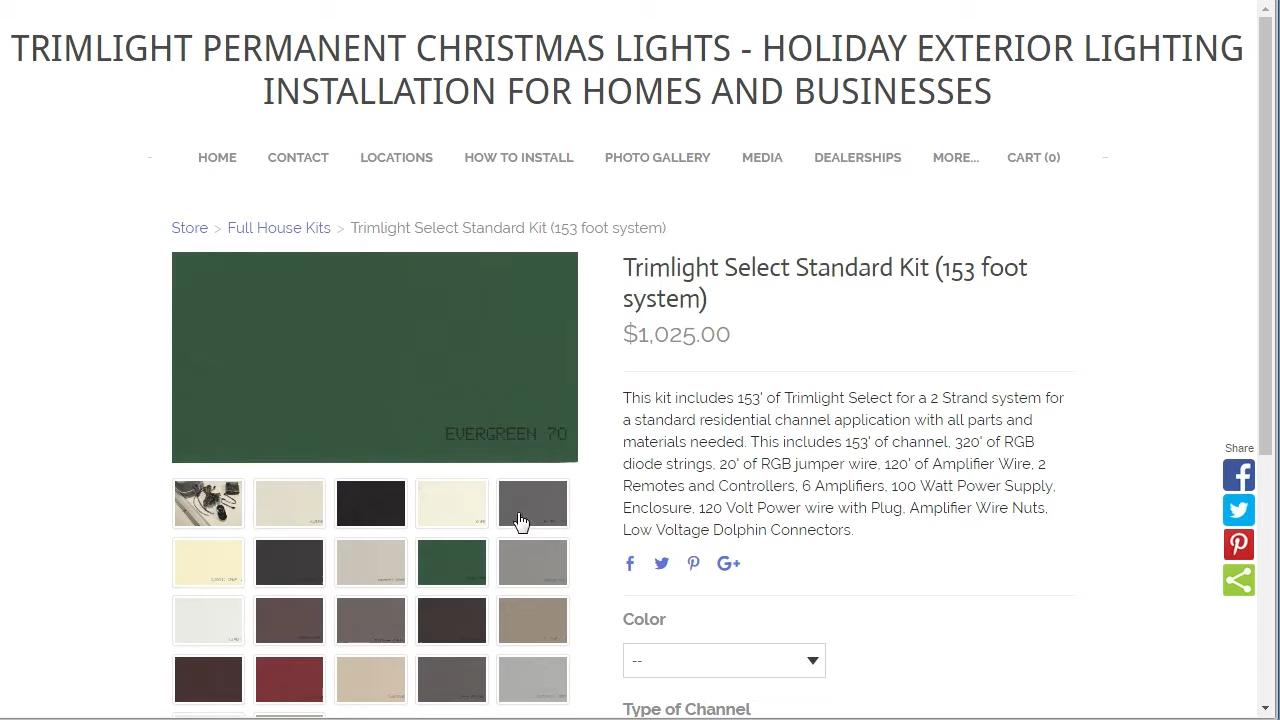 TRIMLIGHT PERMANENT CHRISTMAS LIGHTS - HOLIDAY EXTERIOR LIGHTING
INSTALLATION FOR HOMES AND BUSINESSES
HOME CONTACT LOCATIONS HOW TO INSTALL PHOTO GALLERY MEDIA DEALERSHIPS MORE... CART (0)
Store > Full House Kits > Trimlight Select Standard Kit (153 foot system)
EVERGREEN 70
Trimlight Select Standard Kit (153 foot
system)
$1,025.00
This kit includes 153' of Trimlight Select for a 2 Strand system for
a standard residential channel application with all parts and
materials needed. This includes 153' of channel, 320' of RGB
diode strings, 20' of RGB jumper wire, 120' of Amplifier Wire, 2
Remotes and Controllers, 6 Amplifiers, 100 Watt Power Supply,
Enclosure, 120 Volt Power wire with Plug, Amplifier Wire Nuts,
Low Voltage Dolphin Connectors.
Color
--
Type of Channel
Share